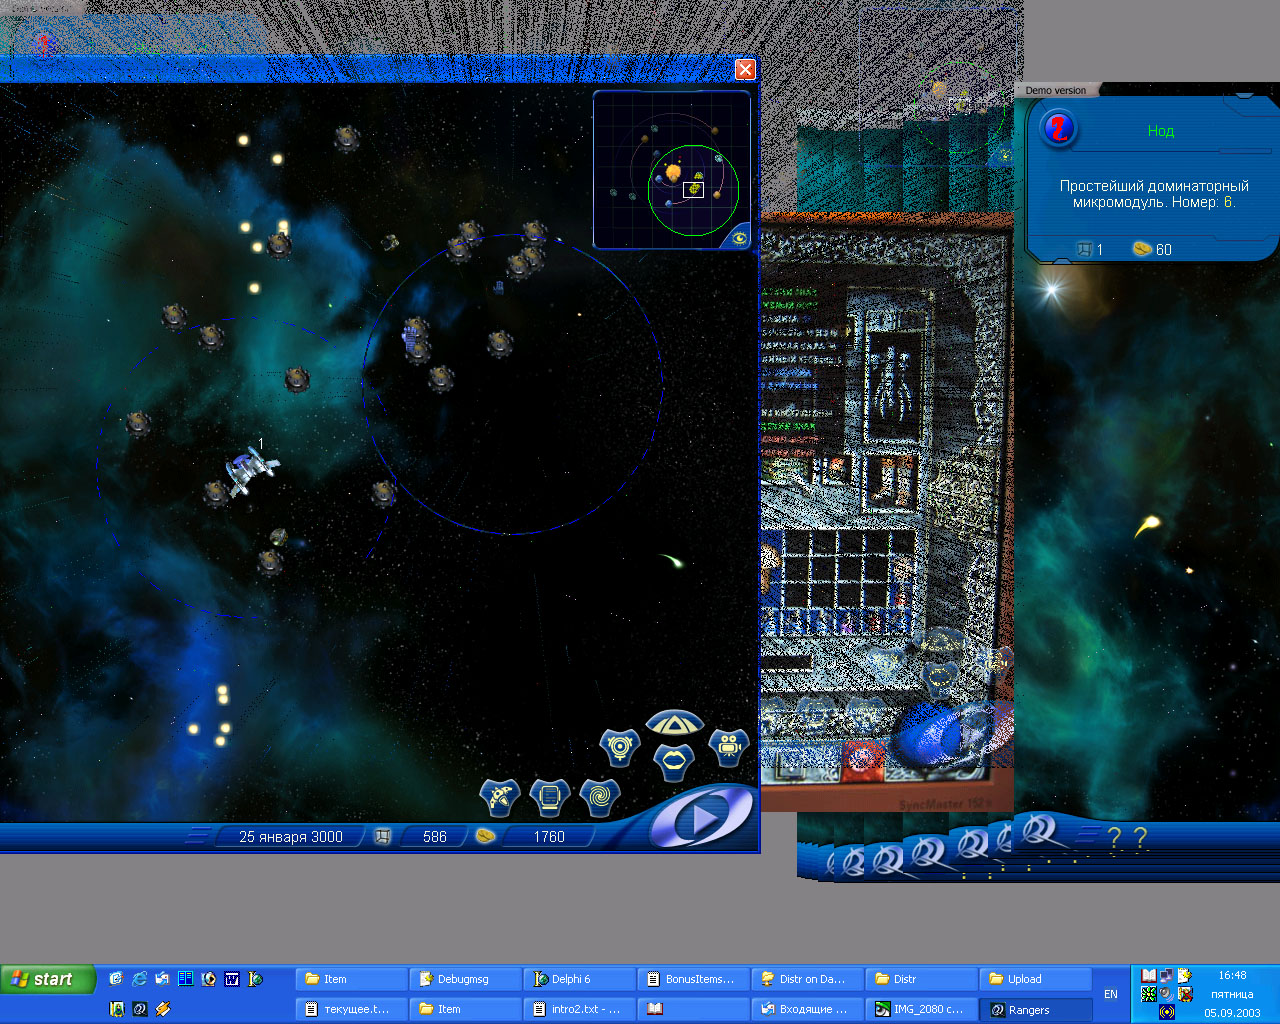 Demo version
Нод
Простейший доминаторный
микромодуль. Номер: 6.
1 60
1
SyncMaster 152
25 января 3000 586 1760
? ?
start
Item
Debugmsg
Delphi 6
BonusItems...
Distr on Da...
Distr
Upload
текущее.т...
Item
intro2.txt - ...
Входящие ...
IMG_2080 c...
Rangers
EN
16:48
пятница
05.09.2003